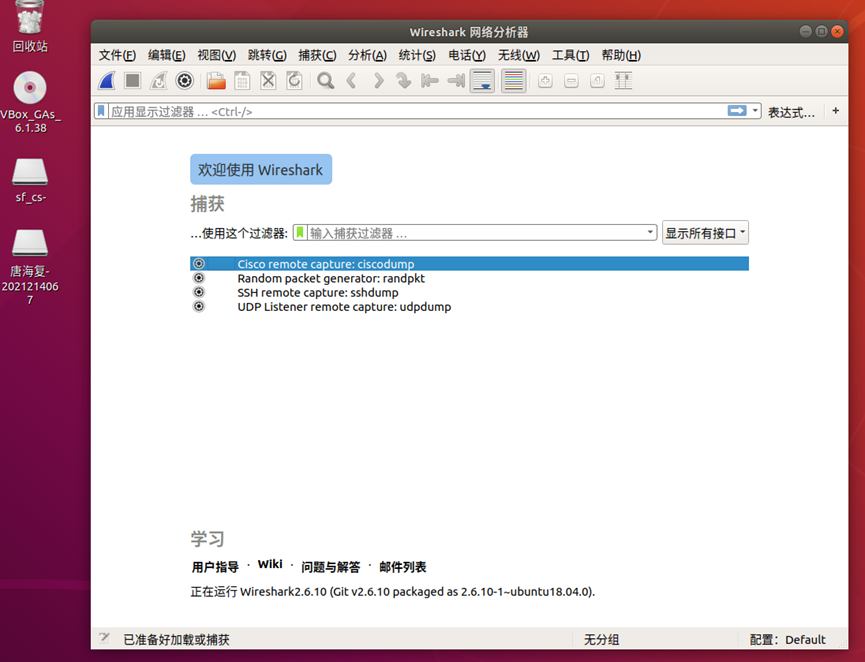 回收站
VBox_GAs_
6.1.38
sf_cs-
唐海复-
202121406
7
Wireshark 网络分析器
文件(F) 编辑(E) 视图(V) 跳转(G) 捕获(C) 分析(A) 统计(S) 电话(Y) 无线(W) 工具(T) 帮助(H)
应用显示过滤器 … <Ctrl-/> 表达式… +
欢迎使用 Wireshark
捕获
…使用这个过滤器: 输入捕获过滤器 … 显示所有接口
Cisco remote capture: ciscodump
Random packet generator: randpkt
SSH remote capture: sshdump
UDP Listener remote capture: udpdump
学习
用户指导 · Wiki · 问题与解答 · 邮件列表
正在运行 Wireshark2.6.10 (Git v2.6.10 packaged as 2.6.10-1~ubuntu18.04.0).
已准备好加载或捕获 无分组 配置：Default